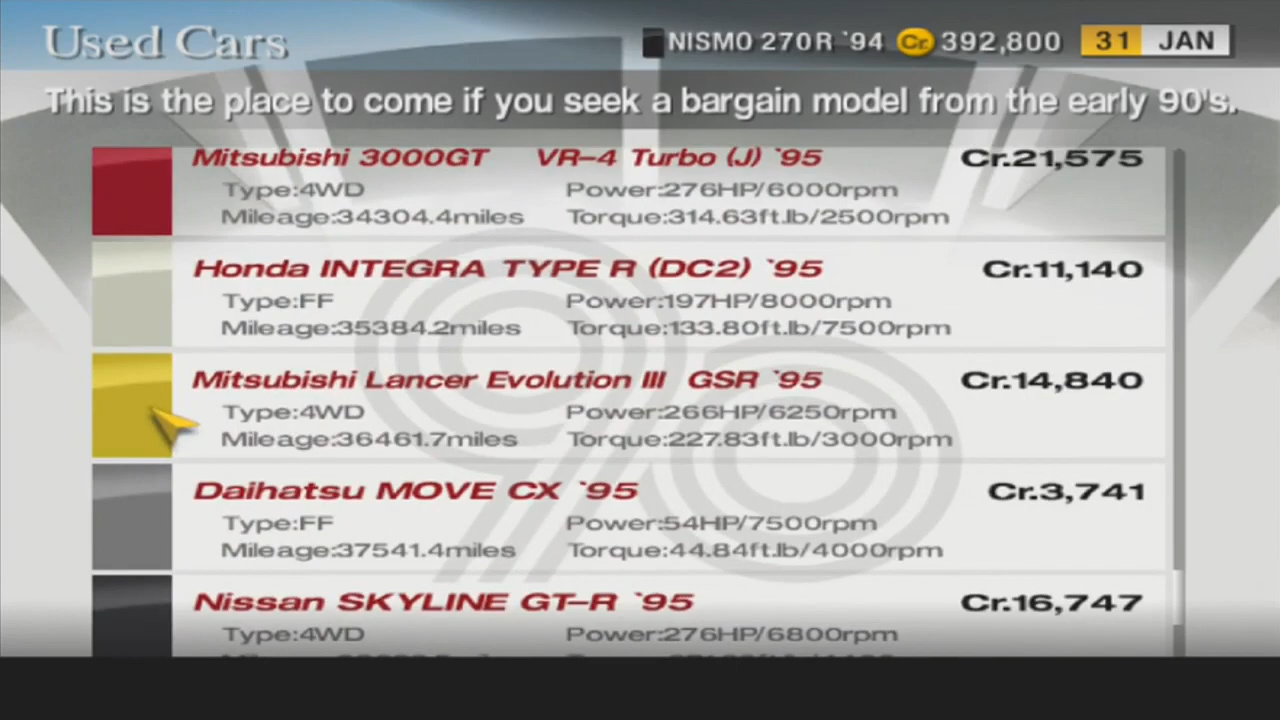 Used Cars
NISMO 270R `94 Cr. 392,800 31 JAN
This is the place to come if you seek a bargain model from the early 90's.
Mitsubishi 3000GT VR-4 Turbo (J) `95 Cr.21,575
Type:4WD Power:276HP/6000rpm
Mileage:34304.4miles Torque:314.63ft.lb/2500rpm
Honda INTEGRA TYPE R (DC2) `95 Cr.11,140
Type:FF Power:197HP/8000rpm
Mileage:35384.2miles Torque:133.80ft.lb/7500rpm
Mitsubishi Lancer Evolution III GSR `95 Cr.14,840
Type:4WD Power:266HP/6250rpm
Mileage:36461.7miles Torque:227.83ft.lb/3000rpm
Daihatsu MOVE CX `95 Cr.3,741
Type:FF Power:54HP/7500rpm
Mileage:37541.4miles Torque:44.84ft.lb/4000rpm
Nissan SKYLINE GT-R `95 Cr.16,747
Type:4WD Power:276HP/6800rpm
90